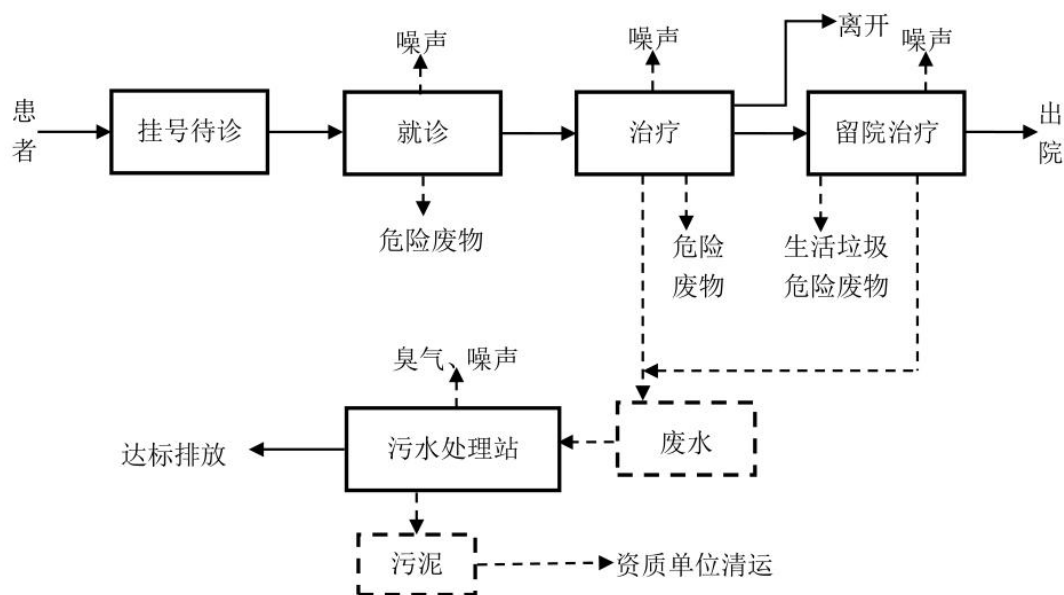 离开
噪声
噪声
噪声
患者
挂号待诊
就诊
治疗
留院治疗
出院
危险废物
危险
废物
生活垃圾
危险废物
臭气、噪声
废水
污水处理站
达标排放
污泥
资质单位清运